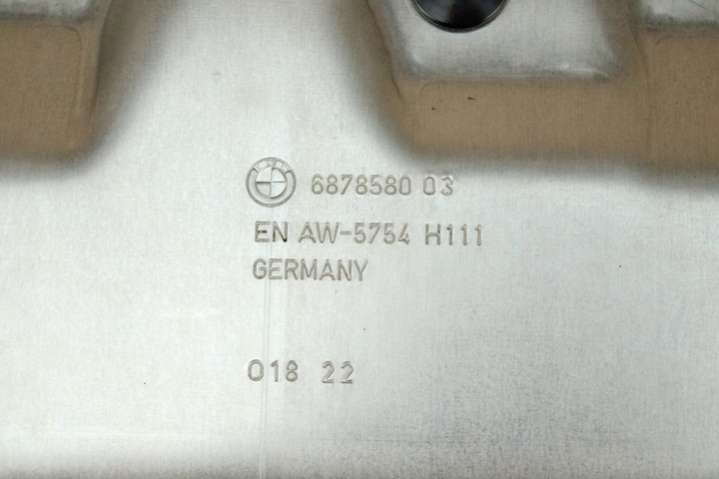 6878580 03
EN AW-5754 H111
GERMANY
018 22